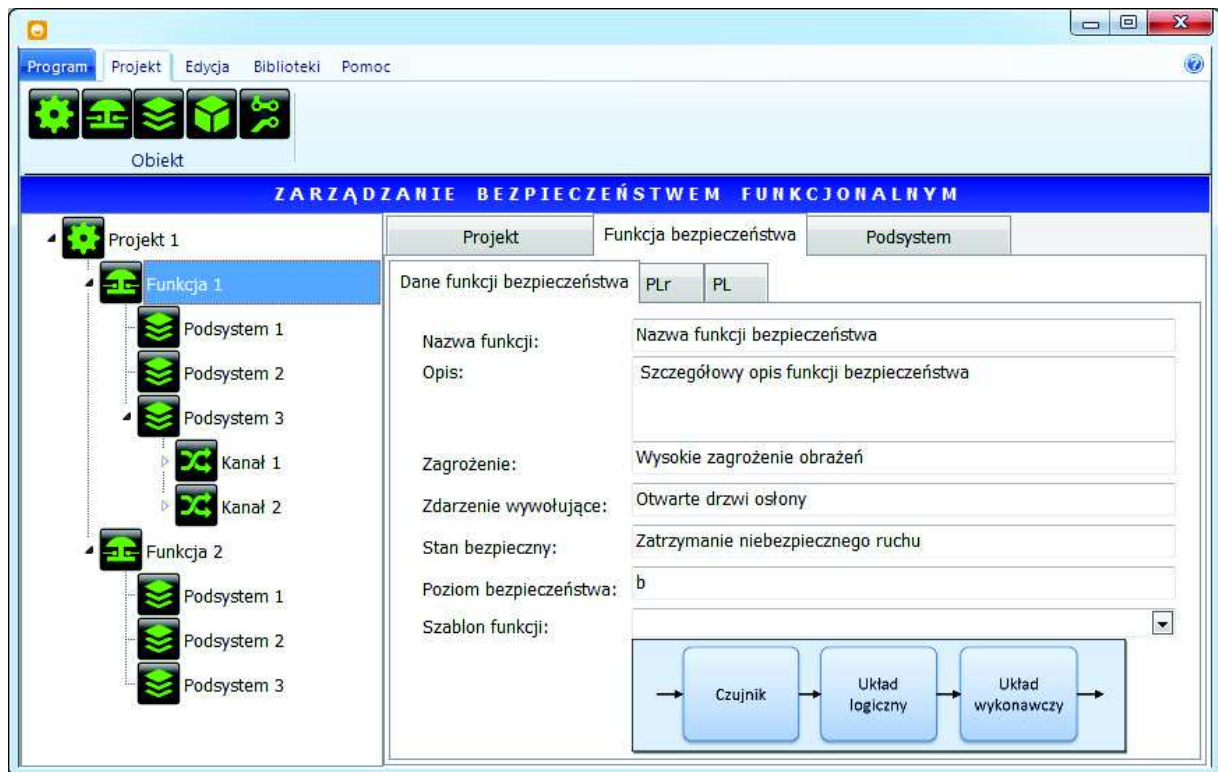 Program Projekt Edycja Biblioteki Pomoc
Obiekt
ZARZĄDZANIE BEZPIECZEŃSTWEM FUNKCJONALNYM
Projekt 1
Funkcja 1
Podsystem 1
Podsystem 2
Podsystem 3
Kanał 1
Kanał 2
Funkcja 2
Podsystem 1
Podsystem 2
Podsystem 3
Projekt Funkcja bezpieczeństwa Podsystem
Dane funkcji bezpieczeństwa PLr PL
Nazwa funkcji: Nazwa funkcji bezpieczeństwa
Opis: Szczegółowy opis funkcji bezpieczeństwa
Zagrożenie: Wysokie zagrożenie obrażeń
Zdarzenie wywołujące: Otwarte drzwi osłony
Stan bezpieczny: Zatrzymanie niebezpiecznego ruchu
Poziom bezpieczeństwa: b
Szablon funkcji:
Czujnik
Układ
logiczny
Układ
wykonawczy